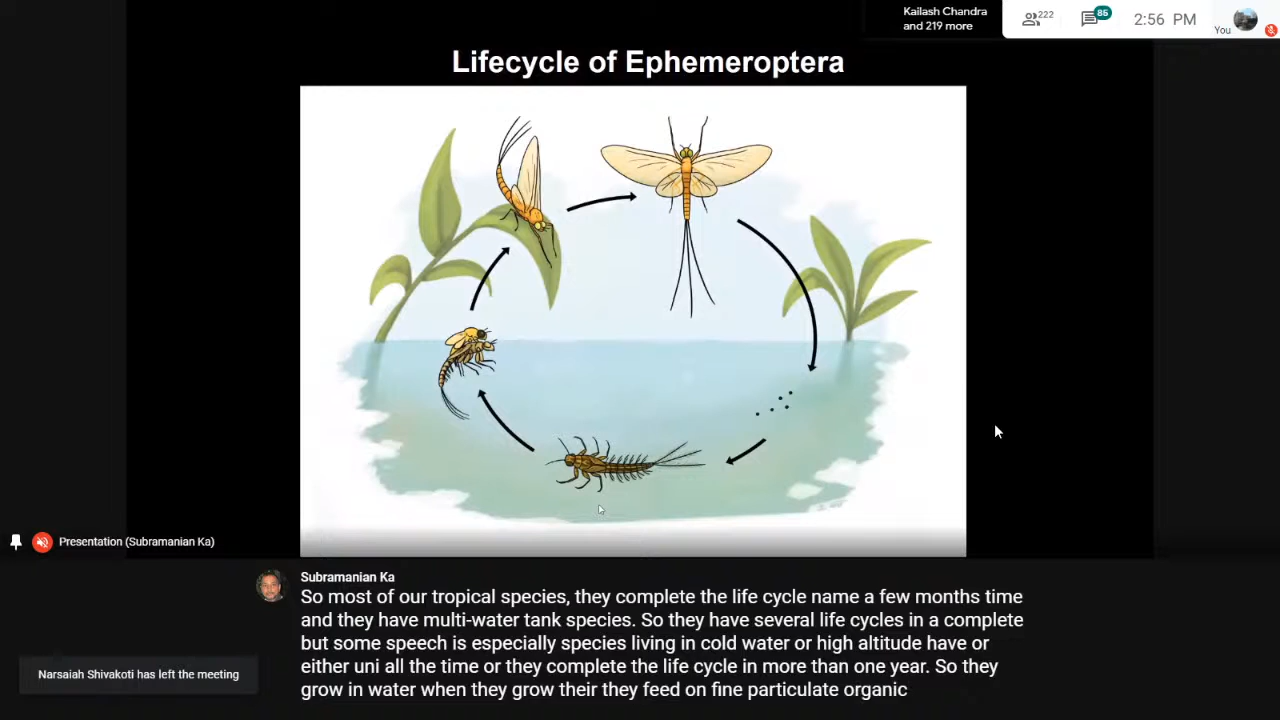 Kailash Chandra
and 219 more
222
85
2:56 PM
You
Lifecycle of Ephemeroptera
Presentation (Subramanian Ka)
Subramanian Ka
So most of our tropical species, they complete the life cycle name a few months time
and they have multi-water tank species. So they have several life cycles in a complete
but some speech is especially species living in cold water or high altitude have or
either uni all the time or they complete the life cycle in more than one year. So they
grow in water when they grow their they feed on fine particulate organic
Narsaiah Shivakoti has left the meeting